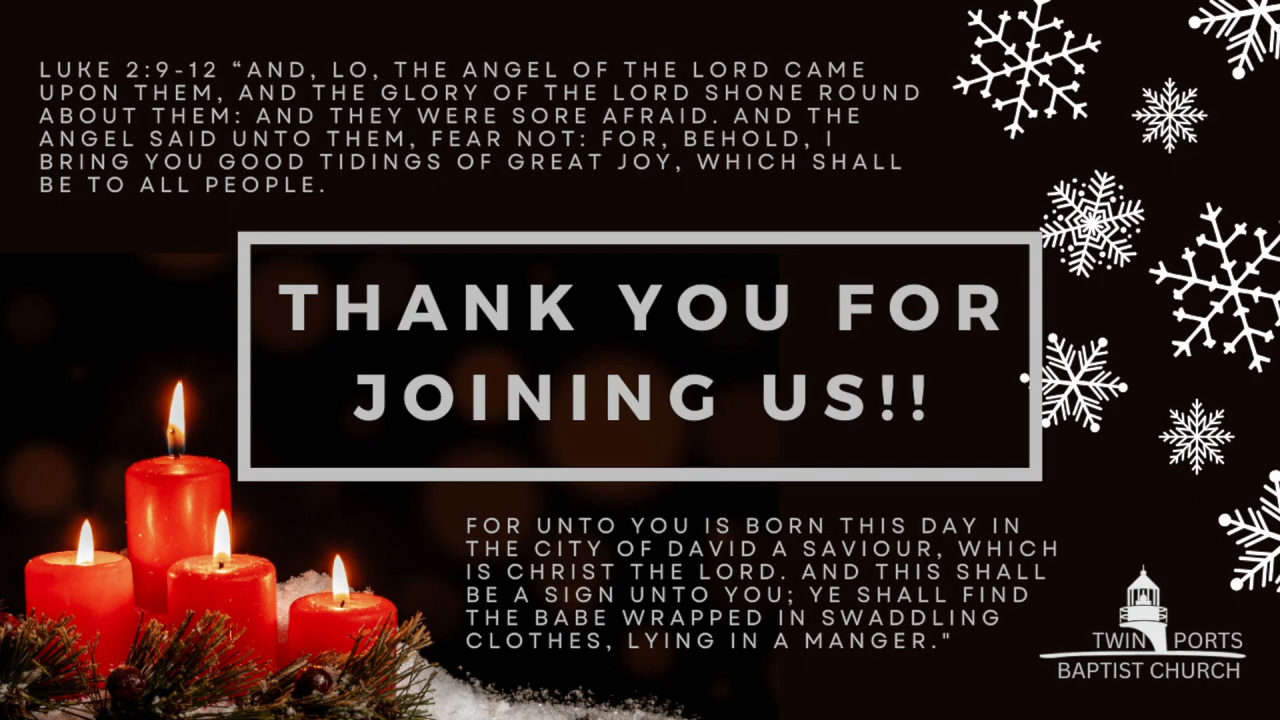 LUKE 2:9-12 “AND, LO, THE ANGEL OF THE LORD CAME
UPON THEM, AND THE GLORY OF THE LORD SHONE ROUND
ABOUT THEM: AND THEY WERE SORE AFRAID. AND THE
ANGEL SAID UNTO THEM, FEAR NOT: FOR, BEHOLD, I
BRING YOU GOOD TIDINGS OF GREAT JOY, WHICH SHALL
BE TO ALL PEOPLE.
THANK YOU FOR
JOINING US!!
FOR UNTO YOU IS BORN THIS DAY IN
THE CITY OF DAVID A SAVIOUR, WHICH
IS CHRIST THE LORD. AND THIS SHALL
BE A SIGN UNTO YOU; YE SHALL FIND
THE BABE WRAPPED IN SWADDLING
CLOTHES, LYING IN A MANGER."
TWIN PORTS
BAPTIST CHURCH